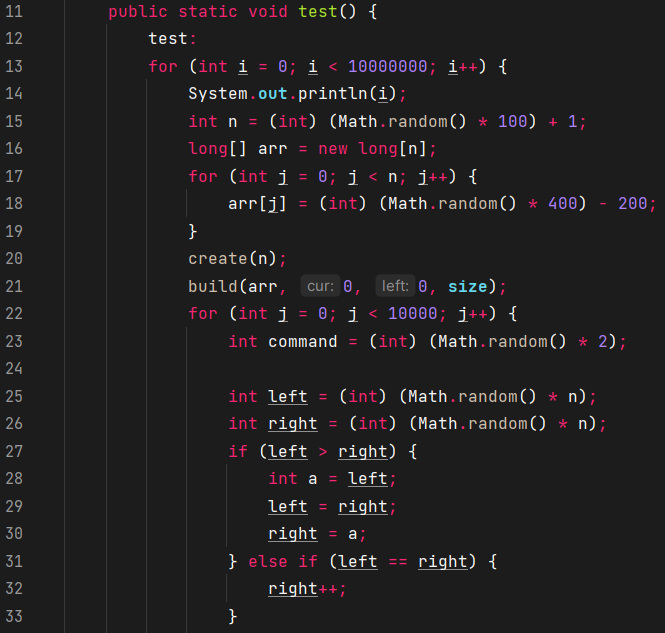 11 public static void test() {
12 test:
13 for (int i = 0; i < 10000000; i++) {
14 System.out.println(i);
15 int n = (int) (Math.random() * 100) + 1;
16 long[] arr = new long[n];
17 for (int j = 0; j < n; j++) {
18 arr[j] = (int) (Math.random() * 400) - 200;
19 }
20 create(n);
21 build(arr, cur: 0, left: 0, size);
22 for (int j = 0; j < 10000; j++) {
23 int command = (int) (Math.random() * 2);
24
25 int left = (int) (Math.random() * n);
26 int right = (int) (Math.random() * n);
27 if (left > right) {
28 int a = left;
29 left = right;
30 right = a;
31 } else if (left == right) {
32 right++;
33 }